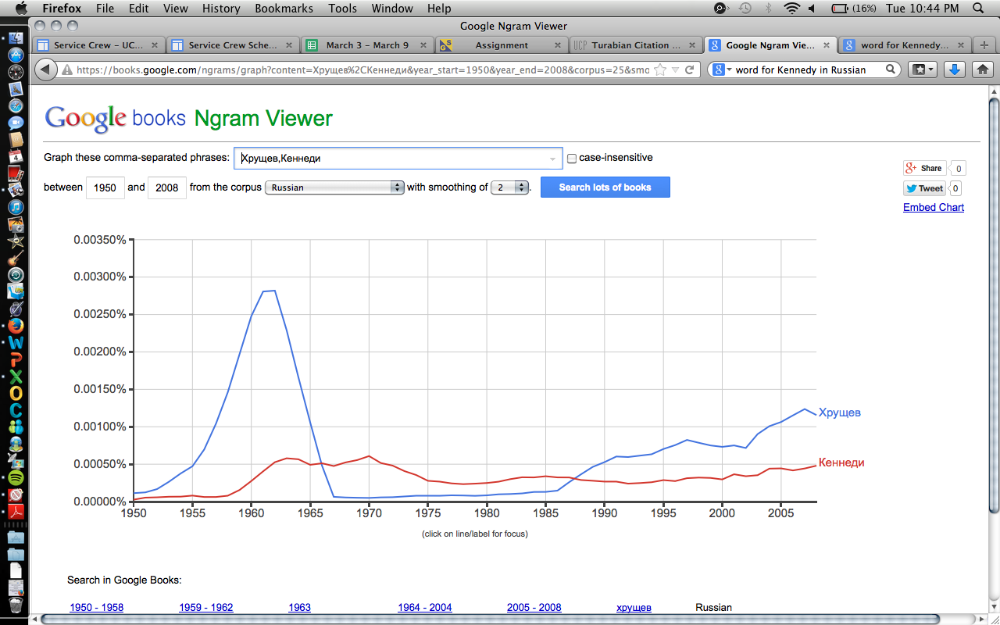 Firefox File Edit View History Bookmarks Tools Window Help (16%) Tue 10:44 PM
Google Ngram Viewer
Service Crew – UC... Service Crew Sche... March 3 – March 9 Assignment UCP Turabian Citation ... Google Ngram Vie... word for Kennedy...
https://books.google.com/ngrams/graph?content=Хрущев%2CКеннеди&year_start=1950&year_end=2008&corpus=25&smo word for Kennedy in Russian
Google books Ngram Viewer
Graph these comma-separated phrases: Хрущев,Кеннеди case-insensitive
Share 0
between 1950 and 2008 from the corpus Russian with smoothing of 2 . Search lots of books
Tweet 0
Embed Chart
0.00350%
0.00300%
0.00250%
0.00200%
0.00150%
Хрущев
0.00100%
Кеннеди
0.00050%
0.00000%
1950 1955 1960 1965 1970 1975 1980 1985 1990 1995 2000 2005
(click on line/label for focus)
Search in Google Books:
1950 - 1958 1959 - 1962 1963 1964 - 2004 2005 - 2008 хрущев Russian